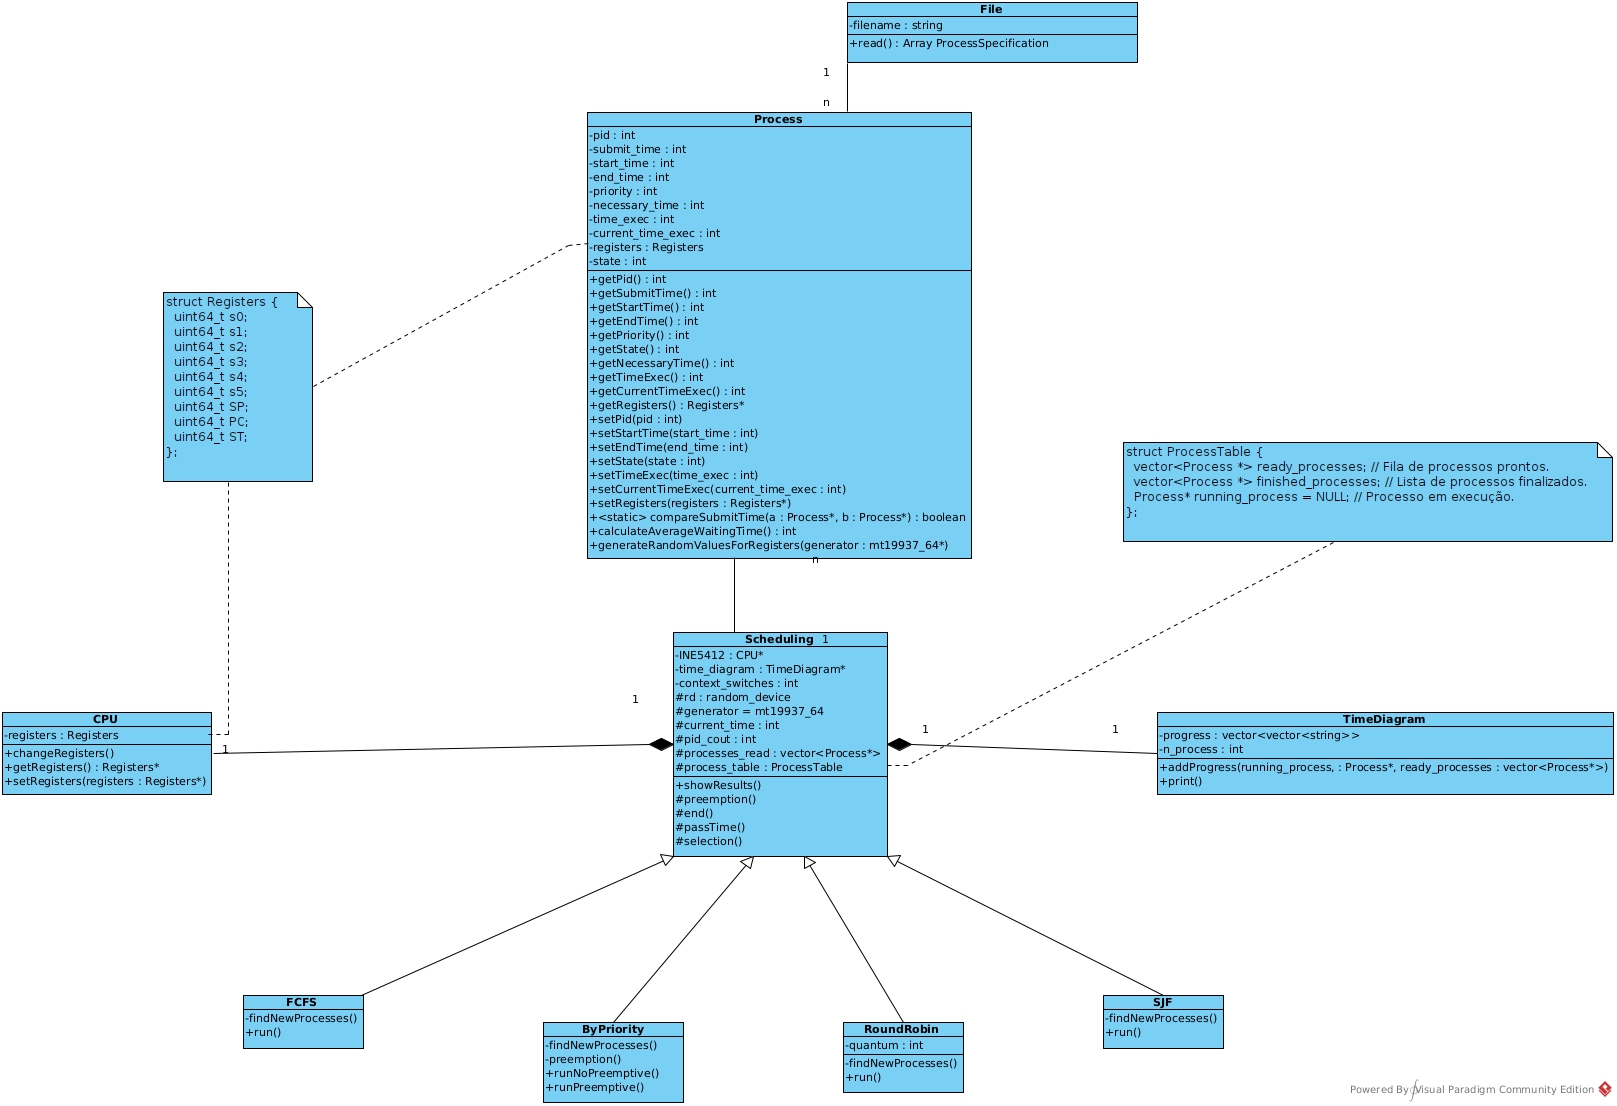 File
-filename : string
+read() : Array ProcessSpecification
1
n
Process
-pid : int
-submit_time : int
-start_time : int
-end_time : int
-priority : int
-necessary_time : int
-time_exec : int
-current_time_exec : int
-registers : Registers
-state : int
+getPid() : int
+getSubmitTime() : int
+getStartTime() : int
+getEndTime() : int
+getPriority() : int
+getState() : int
+getNecessaryTime() : int
+getTimeExec() : int
+getCurrentTimeExec() : int
+getRegisters() : Registers*
+setPid(pid : int)
+setStartTime(start_time : int)
+setEndTime(end_time : int)
+setState(state : int)
+setTimeExec(time_exec : int)
+setCurrentTimeExec(current_time_exec : int)
+setRegisters(registers : Registers*)
+<static> compareSubmitTime(a : Process*, b : Process*) : boolean
+calculateAverageWaitingTime() : int
+generateRandomValuesForRegisters(generator : mt19937_64*)
n
struct Registers {
uint64_t s0;
uint64_t s1;
uint64_t s2;
uint64_t s3;
uint64_t s4;
uint64_t s5;
uint64_t SP;
uint64_t PC;
uint64_t ST;
};
struct ProcessTable {
vector<Process *> ready_processes; // Fila de processos prontos.
vector<Process *> finished_processes; // Lista de processos finalizados.
Process* running_process = NULL; // Processo em execução.
};
Scheduling 1
-INE5412 : CPU*
-time_diagram : TimeDiagram*
-context_switches : int
#rd : random_device
#generator = mt19937_64
#current_time : int
#pid_cout : int
#processes_read : vector<Process*>
#process_table : ProcessTable
+showResults()
#preemption()
#end()
#passTime()
#selection()
1
CPU
-registers : Registers
+changeRegisters()
+getRegisters() : Registers*
+setRegisters(registers : Registers*)
1
1
1
TimeDiagram
-progress : vector<vector<string>>
-n_process : int
+addProgress(running_process, : Process*, ready_processes : vector<Process*>)
+print()
FCFS
-findNewProcesses()
+run()
ByPriority
-findNewProcesses()
-preemption()
+runNoPreemptive()
+runPreemptive()
RoundRobin
-quantum : int
-findNewProcesses()
+run()
SJF
-findNewProcesses()
+run()
Powered By Visual Paradigm Community Edition